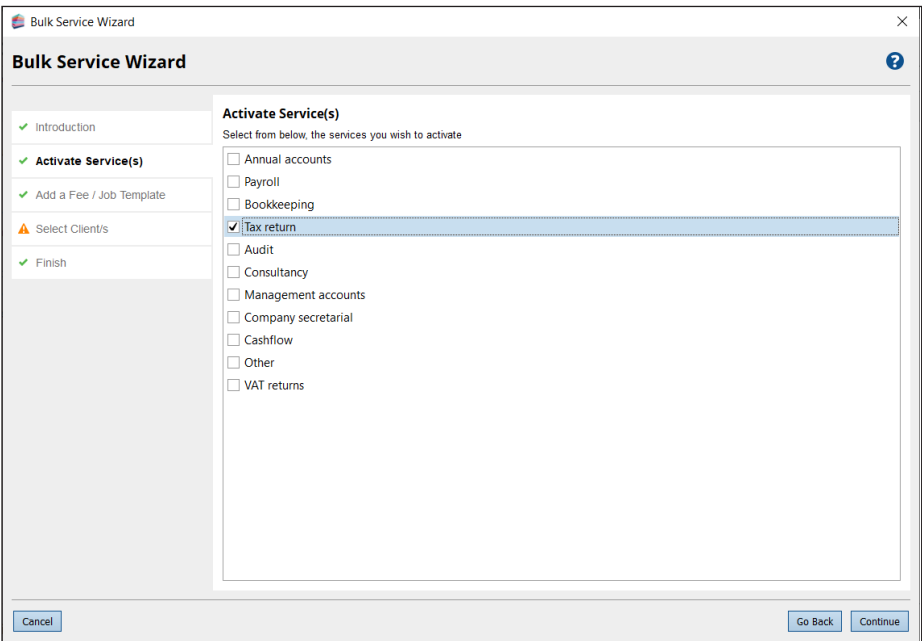 Bulk Service Wizard
Bulk Service Wizard
?
Introduction
Activate Service(s)
Add a Fee / Job Template
Select Client/s
Finish
Activate Service(s)
Select from below, the services you wish to activate
Annual accounts
Payroll
Bookkeeping
Tax return
Audit
Consultancy
Management accounts
Company secretarial
Cashflow
Other
VAT returns
Cancel
Go Back
Continue